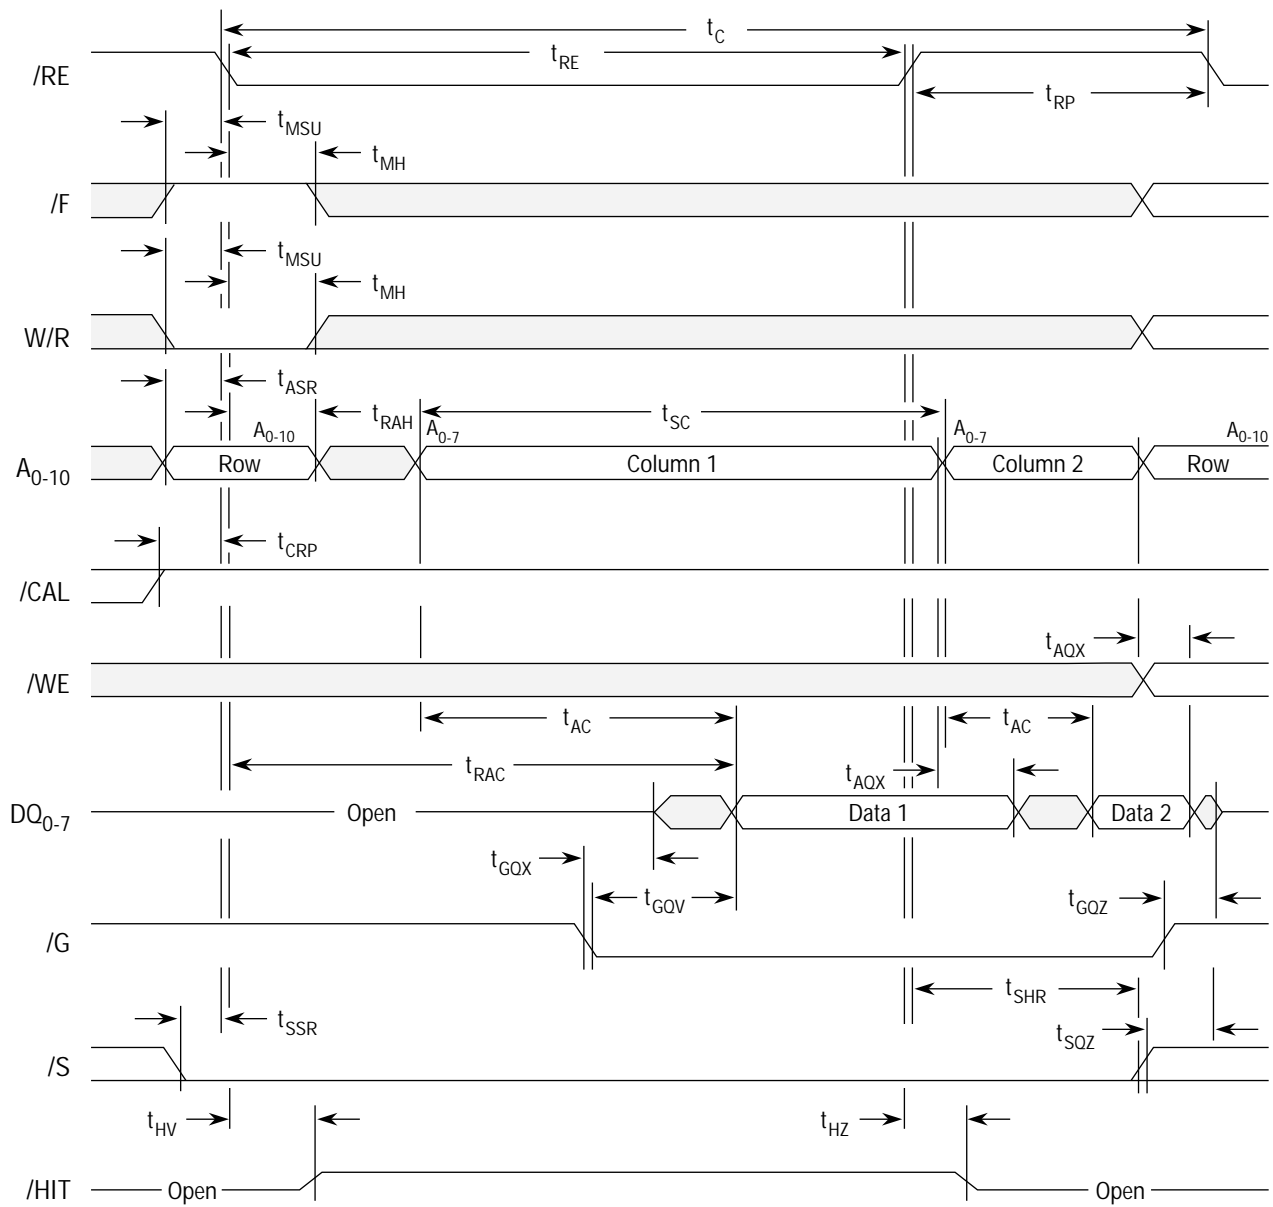 tC
/RE
tRE
tRP
tMSU
tMH
/F
tMSU
tMH
W/R
tASR
tRAH
tSC
A0-10
A0-7
A0-7
A0-10
A0-10
Row
Column 1
Column 2
Row
tCRP
/CAL
tAQX
/WE
tAC
tAC
tRAC
tAQX
DQ0-7
Open
Data 1
Data 2
tGQX
tGQV
tGQZ
/G
tSHR
tSSR
tSQZ
/S
tHV
tHZ
/HIT
Open
Open